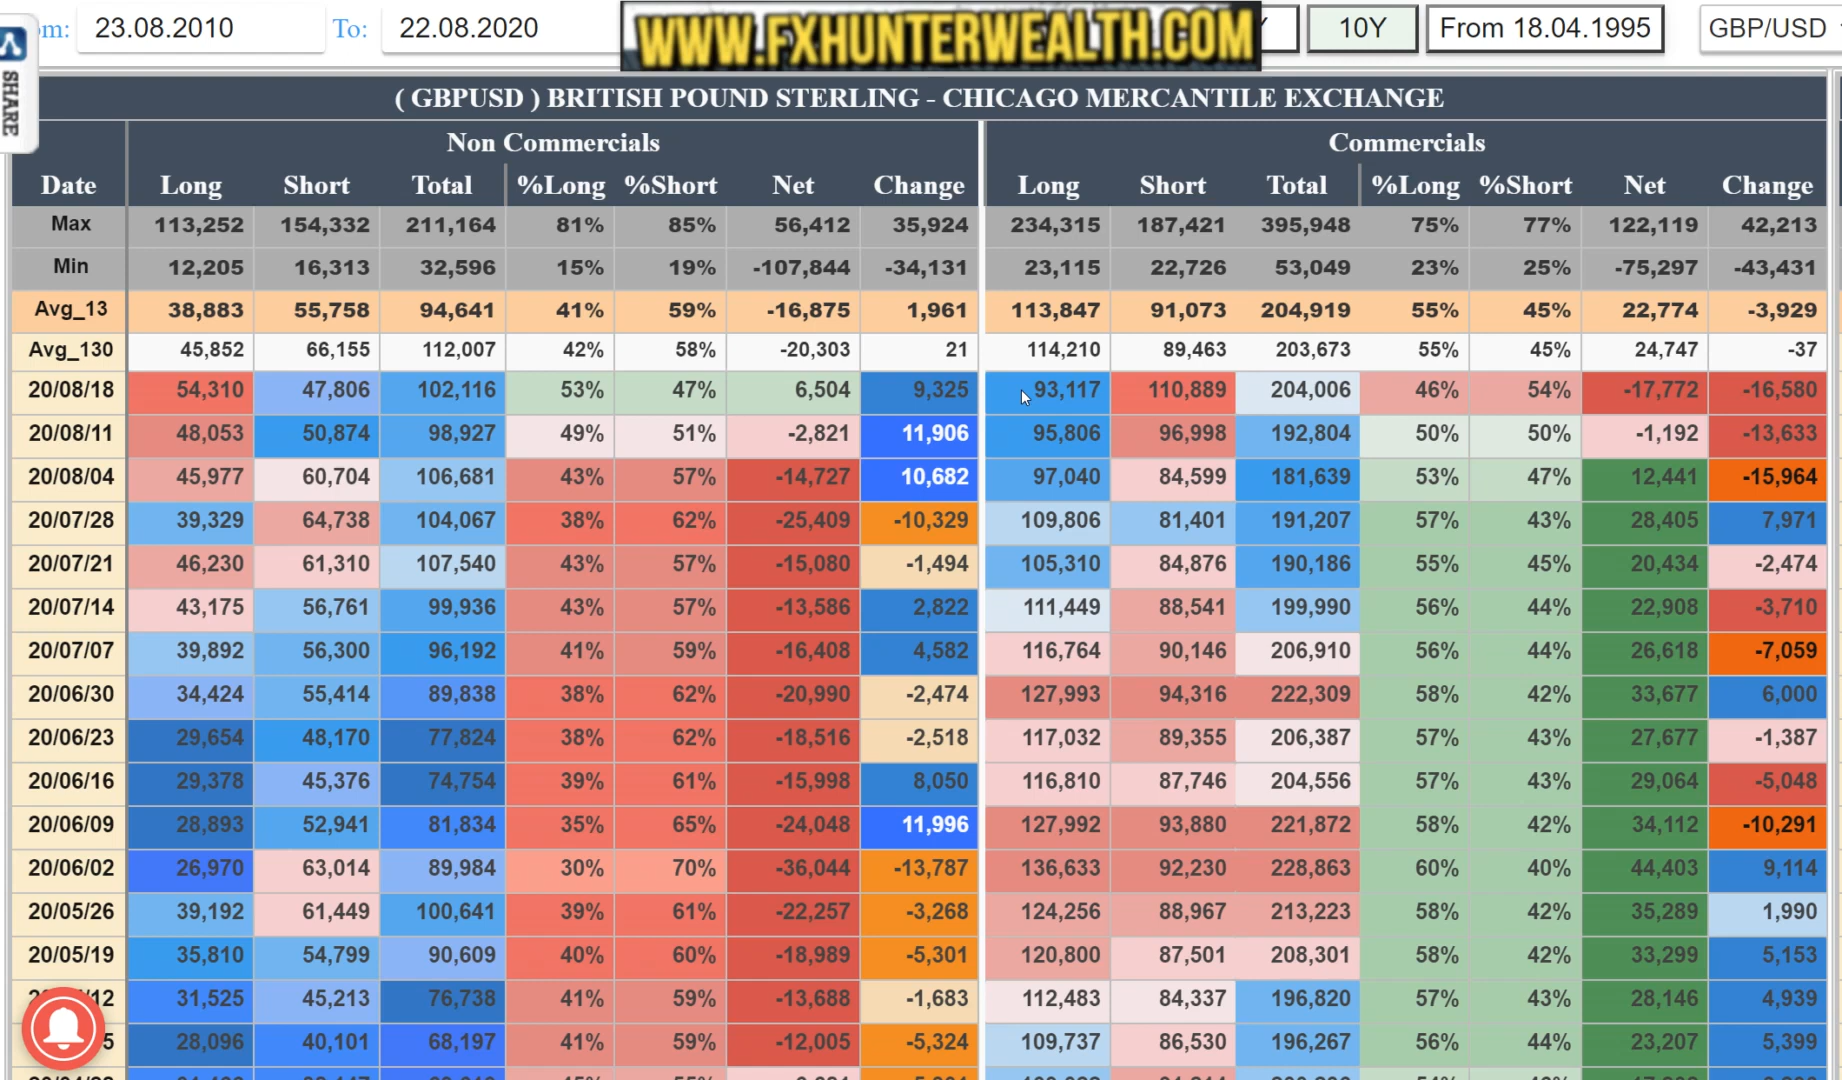 om: 23.08.2010 To: 22.08.2020 WWW.FXHUNTERWEALTH.COM Y 10Y From 18.04.1995 GBP/USD
SHARE
( GBPUSD ) BRITISH POUND STERLING - CHICAGO MERCANTILE EXCHANGE
Non Commercials Commercials
Date Long Short Total %Long %Short Net Change Long Short Total %Long %Short Net Change
Max 113,252 154,332 211,164 81% 85% 56,412 35,924 234,315 187,421 395,948 75% 77% 122,119 42,213
Min 12,205 16,313 32,596 15% 19% -107,844 -34,131 23,115 22,726 53,049 23% 25% -75,297 -43,431
Avg_13 38,883 55,758 94,641 41% 59% -16,875 1,961 113,847 91,073 204,919 55% 45% 22,774 -3,929
Avg_130 45,852 66,155 112,007 42% 58% -20,303 21 114,210 89,463 203,673 55% 45% 24,747 -37
20/08/18 54,310 47,806 102,116 53% 47% 6,504 9,325 93,117 110,889 204,006 46% 54% -17,772 -16,580
20/08/11 48,053 50,874 98,927 49% 51% -2,821 11,906 95,806 96,998 192,804 50% 50% -1,192 -13,633
20/08/04 45,977 60,704 106,681 43% 57% -14,727 10,682 97,040 84,599 181,639 53% 47% 12,441 -15,964
20/07/28 39,329 64,738 104,067 38% 62% -25,409 -10,329 109,806 81,401 191,207 57% 43% 28,405 7,971
20/07/21 46,230 61,310 107,540 43% 57% -15,080 -1,494 105,310 84,876 190,186 55% 45% 20,434 -2,474
20/07/14 43,175 56,761 99,936 43% 57% -13,586 2,822 111,449 88,541 199,990 56% 44% 22,908 -3,710
20/07/07 39,892 56,300 96,192 41% 59% -16,408 4,582 116,764 90,146 206,910 56% 44% 26,618 -7,059
20/06/30 34,424 55,414 89,838 38% 62% -20,990 -2,474 127,993 94,316 222,309 58% 42% 33,677 6,000
20/06/23 29,654 48,170 77,824 38% 62% -18,516 -2,518 117,032 89,355 206,387 57% 43% 27,677 -1,387
20/06/16 29,378 45,376 74,754 39% 61% -15,998 8,050 116,810 87,746 204,556 57% 43% 29,064 -5,048
20/06/09 28,893 52,941 81,834 35% 65% -24,048 11,996 127,992 93,880 221,872 58% 42% 34,112 -10,291
20/06/02 26,970 63,014 89,984 30% 70% -36,044 -13,787 136,633 92,230 228,863 60% 40% 44,403 9,114
20/05/26 39,192 61,449 100,641 39% 61% -22,257 -3,268 124,256 88,967 213,223 58% 42% 35,289 1,990
20/05/19 35,810 54,799 90,609 40% 60% -18,989 -5,301 120,800 87,501 208,301 58% 42% 33,299 5,153
12 31,525 45,213 76,738 41% 59% -13,688 -1,683 112,483 84,337 196,820 57% 43% 28,146 4,939
5 28,096 40,101 68,197 41% 59% -12,005 -5,324 109,737 86,530 196,267 56% 44% 23,207 5,399